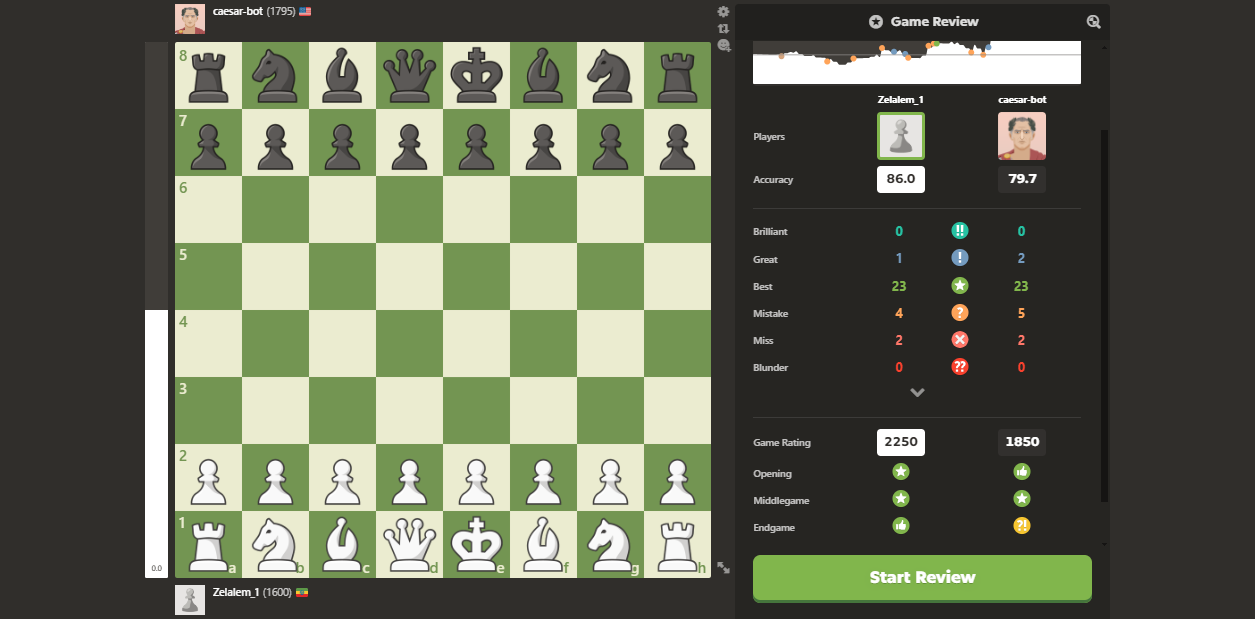 caesar-bot (1795)
8
7
6
5
4
3
2
1
a b c d e f g h
0.0
Zelalem_1 (1600)
Game Review
Zelalem_1 caesar-bot
Players
Accuracy 86.0 79.7
Brilliant 0 !! 0
Great 1 ! 2
Best 23 23
Mistake 4 ? 5
Miss 2 2
Blunder 0 ?? 0
Game Rating 2250 1850
Opening
Middlegame
Endgame ?!
Start Review